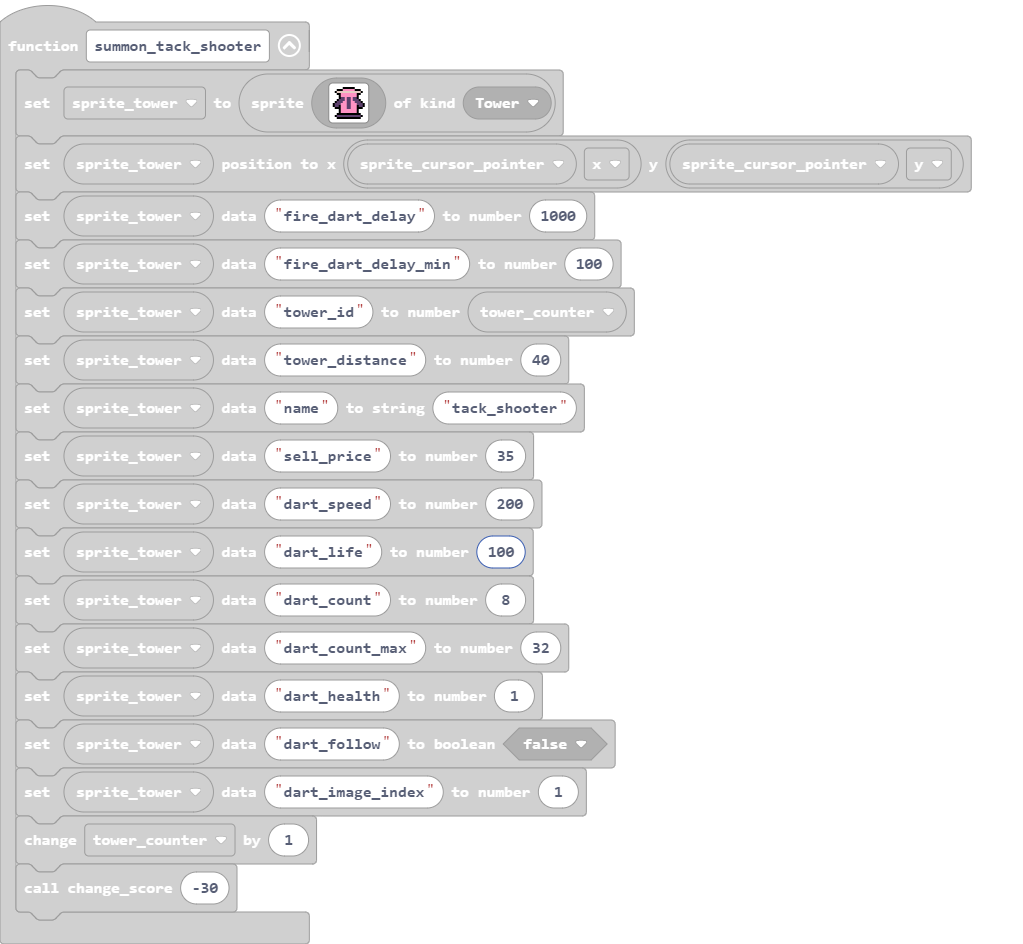 function summon_tack_shooter
set sprite_tower to sprite of kind Tower
set sprite_tower position to x sprite_cursor_pointer x y sprite_cursor_pointer y
set sprite_tower data "fire_dart_delay" to number 1000
set sprite_tower data "fire_dart_delay_min" to number 100
set sprite_tower data "tower_id" to number tower_counter
set sprite_tower data "tower_distance" to number 40
set sprite_tower data "name" to string "tack_shooter"
set sprite_tower data "sell_price" to number 35
set sprite_tower data "dart_speed" to number 200
set sprite_tower data "dart_life" to number 100
set sprite_tower data "dart_count" to number 8
set sprite_tower data "dart_count_max" to number 32
set sprite_tower data "dart_health" to number 1
set sprite_tower data "dart_follow" to boolean false
set sprite_tower data "dart_image_index" to number 1
change tower_counter by 1
call change_score -30